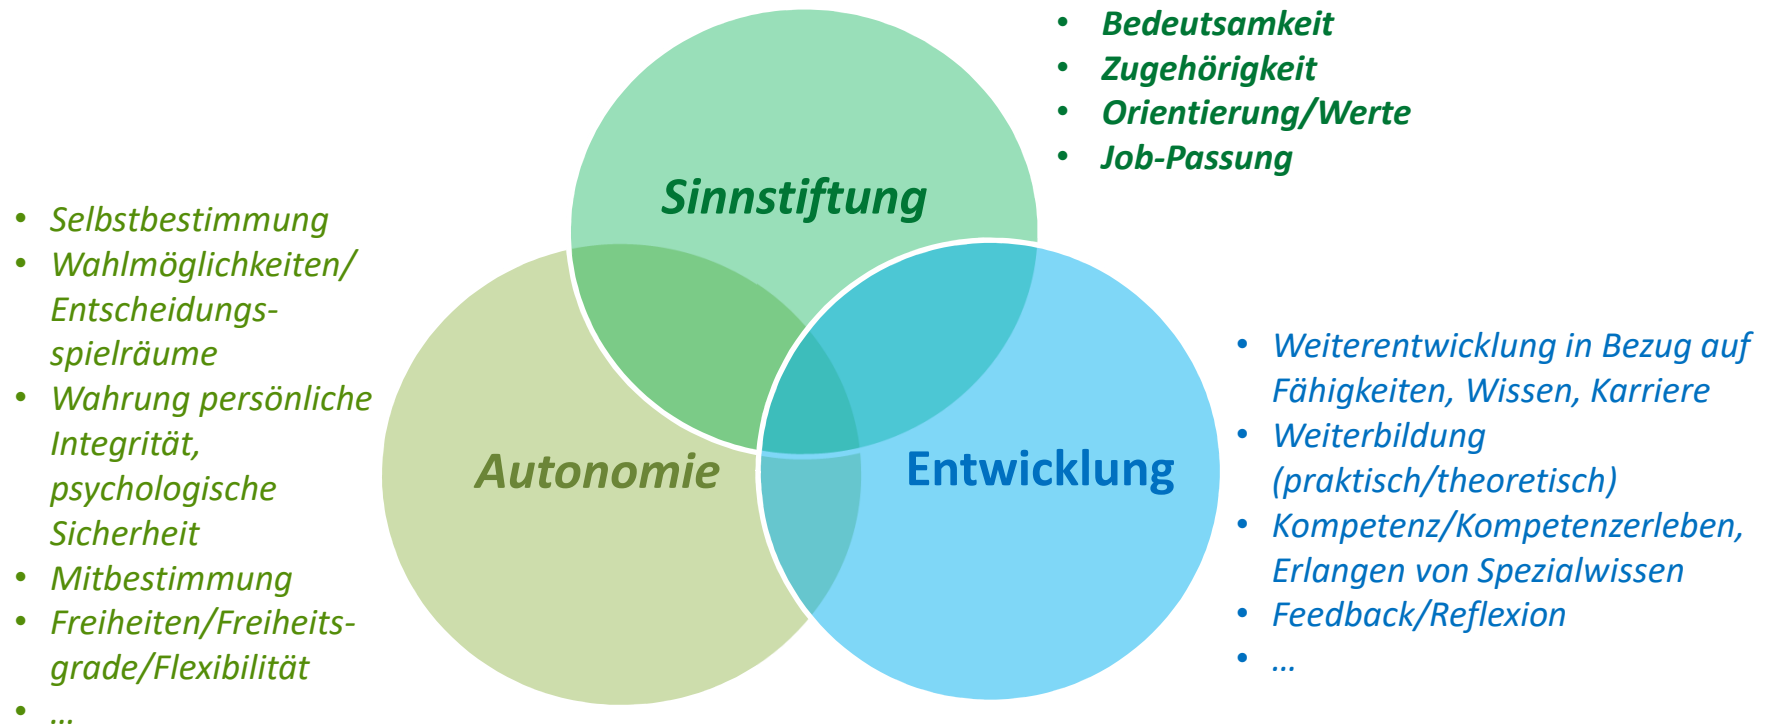 • Bedeutsamkeit
• Zugehörigkeit
• Orientierung/Werte
• Job-Passung
Sinnstiftung
• Selbstbestimmung
• Wahlmöglichkeiten/
Entscheidungs-
spielräume
• Wahrung persönliche
Integrität,
psychologische
Sicherheit
• Mitbestimmung
• Freiheiten/Freiheits-
grade/Flexibilität
• …
Autonomie
Entwicklung
• Weiterentwicklung in Bezug auf
Fähigkeiten, Wissen, Karriere
• Weiterbildung
(praktisch/theoretisch)
• Kompetenz/Kompetenzerleben,
Erlangen von Spezialwissen
• Feedback/Reflexion
• …